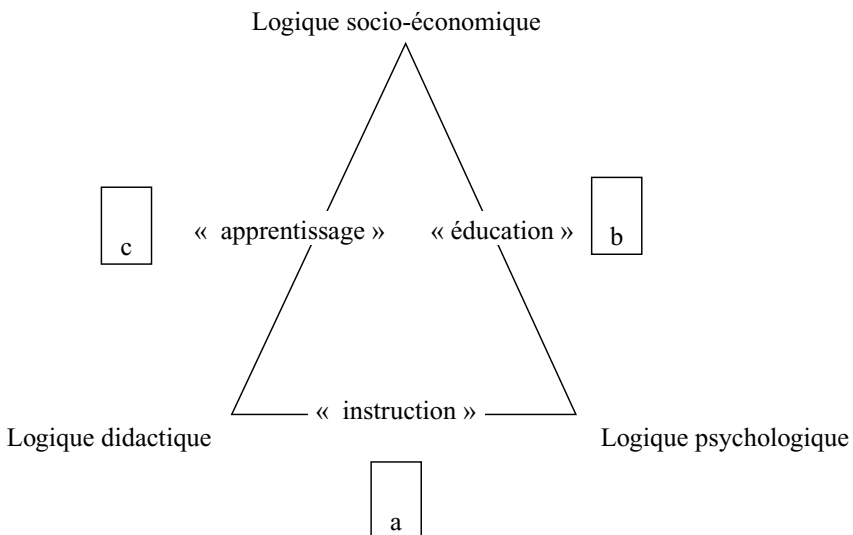 Logique socio-économique
c
« apprentissage »
« éducation »
b
« instruction »
Logique didactique
Logique psychologique
a